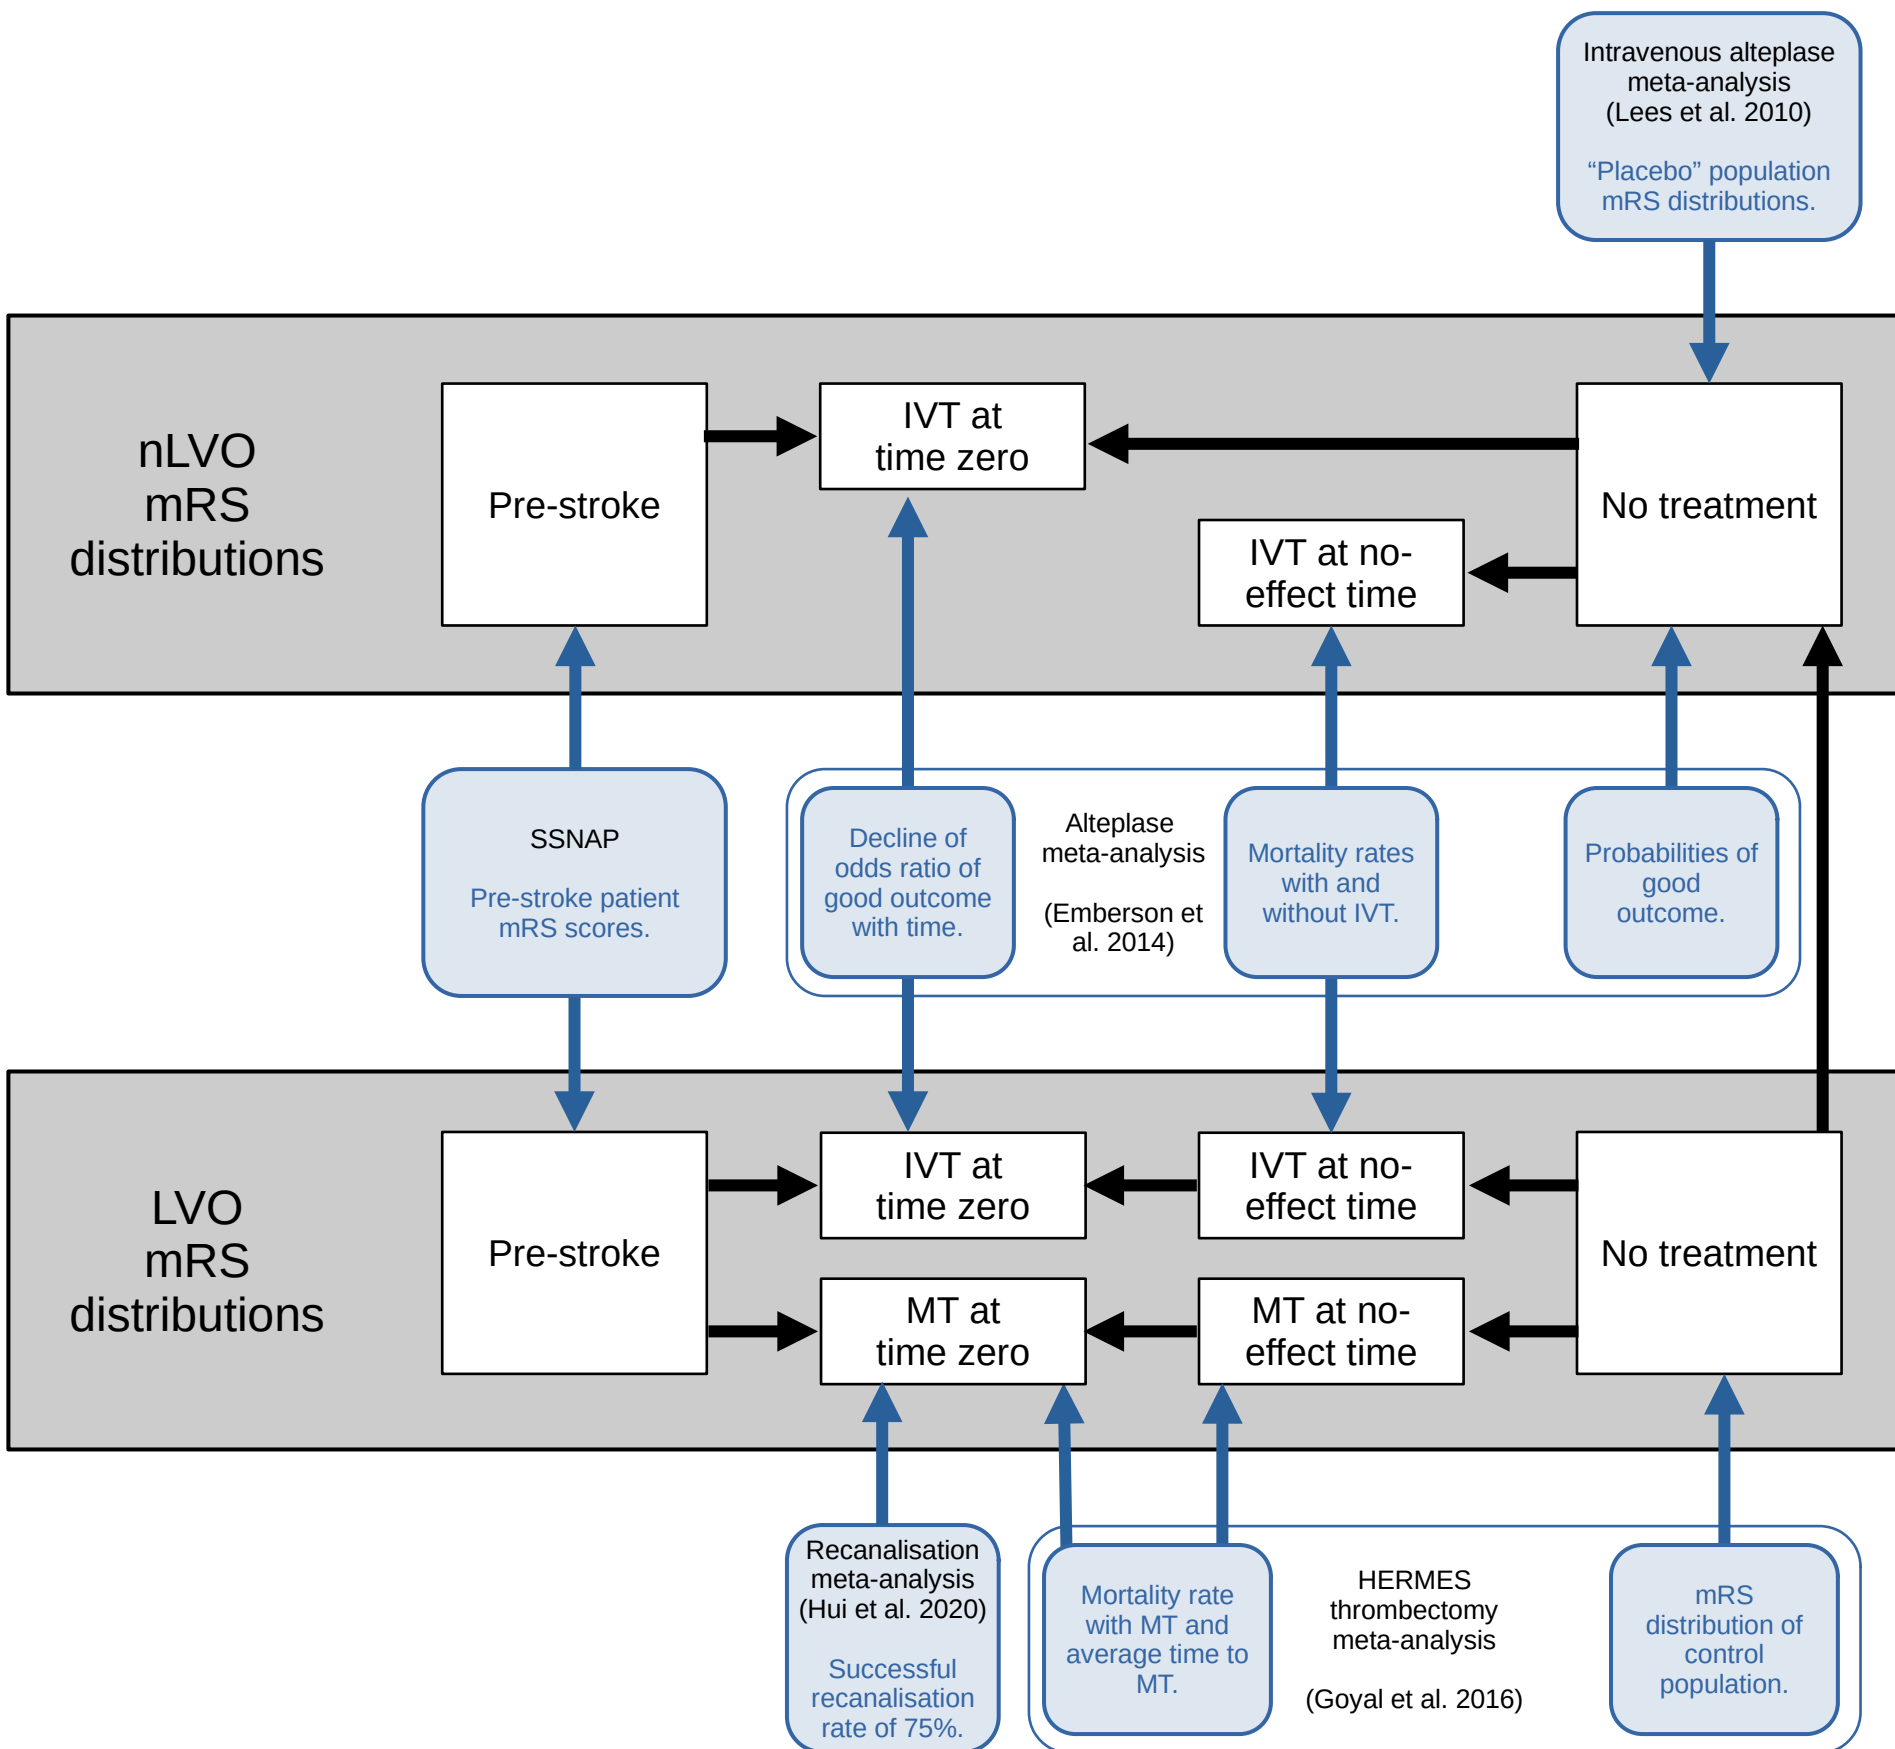 Intravenous alteplase
meta-analysis
(Lees et al. 2010)
“Placebo” population
mRS distributions.
nLVO
mRS
distributions
Pre-stroke
IVT at
time zero
IVT at no-
effect time
No treatment
SSNAP
Pre-stroke patient
mRS scores.
Decline of
odds ratio of
good outcome
with time.
Alteplase
meta-analysis
(Emberson et
al. 2014)
Mortality rates
with and
without IVT.
Probabilities of
good
outcome.
LVO
mRS
distributions
Pre-stroke
IVT at
time zero
IVT at no-
effect time
MT at
time zero
MT at no-
effect time
No treatment
Recanalisation
meta-analysis
(Hui et al. 2020)
Successful
recanalisation
rate of 75%.
Mortality rate
with MT and
average time to
MT.
HERMES
thrombectomy
meta-analysis
(Goyal et al. 2016)
mRS
distribution of
control
population.